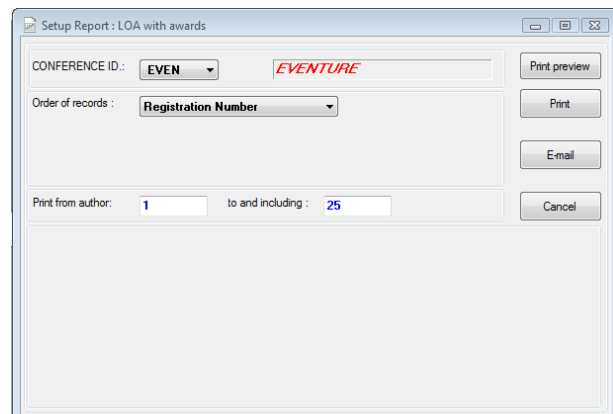 Setup Report : LOA with awards
CONFERENCE ID.: EVEN EVENTURE Print preview
Order of records : Registration Number Print
E-mail
Print from author: 1 to and including : 25 Cancel